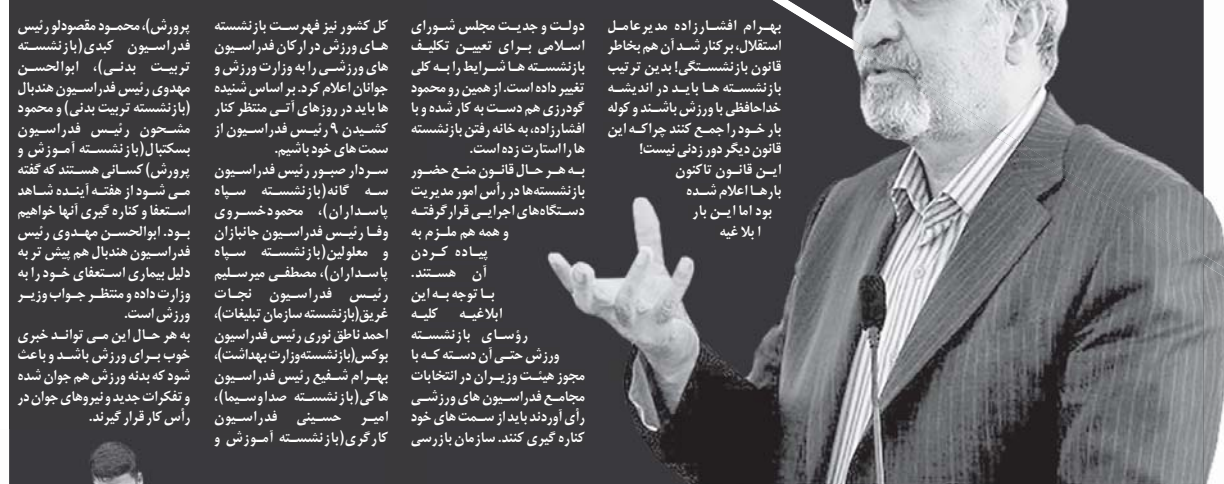 بهرام افشارزاده مدیرعامل
استقلال، برکنار شد آن هم بخاطر
قانون بازنشستگی! بدین ترتیب
بازنشسته ها باید در اندیشه
خداحافظی با ورزش باشند و کوله
بار خود را جمع کنند چراکه این
قانون دیگر دور زدنی نیست!
این قانون تاکنون
بارها اعلام شده
بود اما این بار
ابلاغیه
دولت و جدیت مجلس شورای
اسلامی برای تعیین تکلیف
بازنشسته ها شرایط را به کلی
تغییر داده است. از همین رو محمود
گودرزی هم دست به کار شده و با
افشارزاده، به خانه رفتن بازنشسته
ها را استارت زده است.
به هر حال قانون منع حضور
بازنشسته‌ها در رأس امور مدیریت
دستگاه‌های اجرایی قرار گرفته
و همه هم ملزم به
پیاده کردن
آن هستند.
با توجه به این
ابلاغیه کلیه
رؤسای بازنشسته
ورزش حتی آن دسته که با
مجوز هیئت وزیران در انتخابات
مجامع فدراسیون های ورزشی
رأی آوردند باید از سمت های خود
کناره گیری کنند. سازمان بازرسی
کل کشور نیز فهرست بازنشسته
های ورزش در ارکان فدراسیون
های ورزشی را به وزارت ورزش و
جوانان اعلام کرد. بر اساس شنیده
ها باید در روزهای آتی منتظر کنار
کشیدن ۹ رئیس فدراسیون از
سمت های خود باشیم.
سردار صبور رئیس فدراسیون
سه گانه(بازنشسته سپاه
پاسداران)، محمودخسروی
وفا رئیس فدراسیون جانبازان
و معلولین(بازنشسته سپاه
پاسداران)، مصطفی میرسلیم
رئیس فدراسیون نجات
غریق(بازنشسته سازمان تبلیغات)،
احمد ناطق نوری رئیس فدراسیون
بوکس(بازنشسته‌وزارت بهداشت)،
بهرام شفیع رئیس فدراسیون
هاکی(بازنشسته صداوسیما)،
امیر حسینی فدراسیون
کارگری(بازنشسته آموزش و
پرورش)، محمود مقصودلو رئیس
فدراسیون کبدی(بازنشسته
تربیت بدنی)، ابوالحسن
مهدوی رئیس فدراسیون هندبال
(بازنشسته تربیت بدنی) و محمود
مشحون رئیس فدراسیون
بسکتبال(بازنشسته آموزش و
پرورش) کسانی هستند که گفته
می شود از هفته آینده شاهد
استعفا و کناره گیری آنها خواهیم
بود. ابوالحسن مهدوی رئیس
فدراسیون هندبال هم پیش تر به
دلیل بیماری استعفای خود را به
وزارت داده و منتظر جواب وزیر
ورزش است.
به هر حال این می تواند خبری
خوب برای ورزش باشد و باعث
شود که بدنه ورزش هم جوان شده
و تفکرات جدید و نیروهای جوان در
رأس کار قرار گیرند.